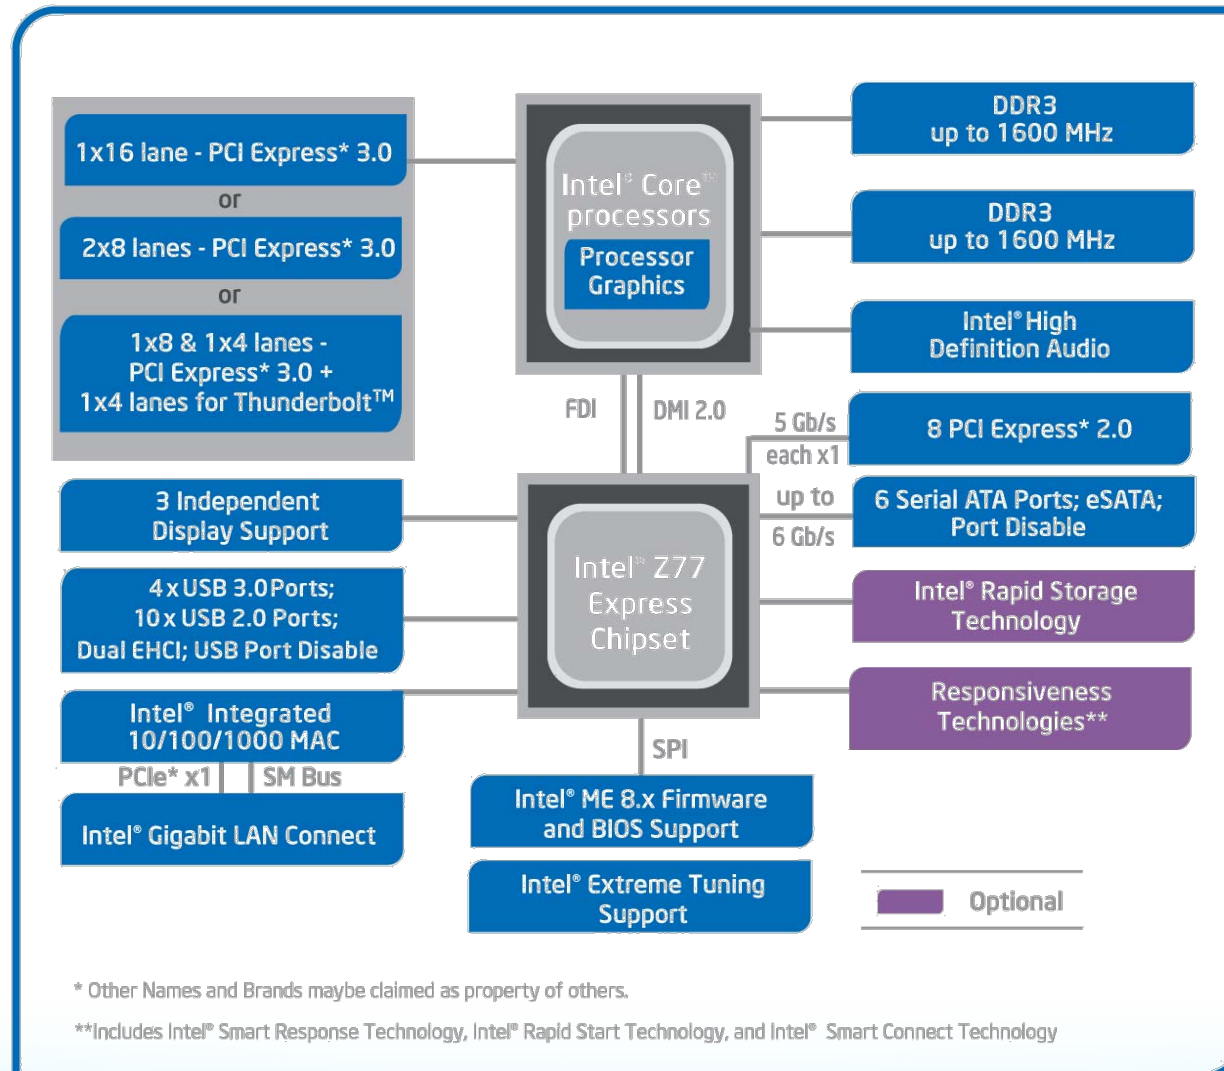 1x16 lane - PCI Express* 3.0
or
2x8 lanes - PCI Express* 3.0
or
1x8 & 1x4 lanes -
PCI Express* 3.0 +
1x4 lanes for Thunderbolt™
Intel® Core™
processors
Processor
Graphics
DDR3
up to 1600 MHz
DDR3
up to 1600 MHz
Intel® High
Definition Audio
FDI
DMI 2.0
5 Gb/s
each x1
8 PCI Express* 2.0
up to
6 Gb/s
6 Serial ATA Ports; eSATA;
Port Disable
3 Independent
Display Support
4 x USB 3.0 Ports;
10 x USB 2.0 Ports;
Dual EHCI; USB Port Disable
Intel® Integrated
10/100/1000 MAC
PCIe* x1
SM Bus
Intel® Gigabit LAN Connect
Intel® Z77
Express
Chipset
Intel® Rapid Storage
Technology
Responsiveness
Technologies**
SPI
Intel® ME 8.x Firmware
and BIOS Support
Intel® Extreme Tuning
Support
Optional
* Other Names and Brands maybe claimed as property of others.
**Includes Intel® Smart Response Technology, Intel® Rapid Start Technology, and Intel® Smart Connect Technology